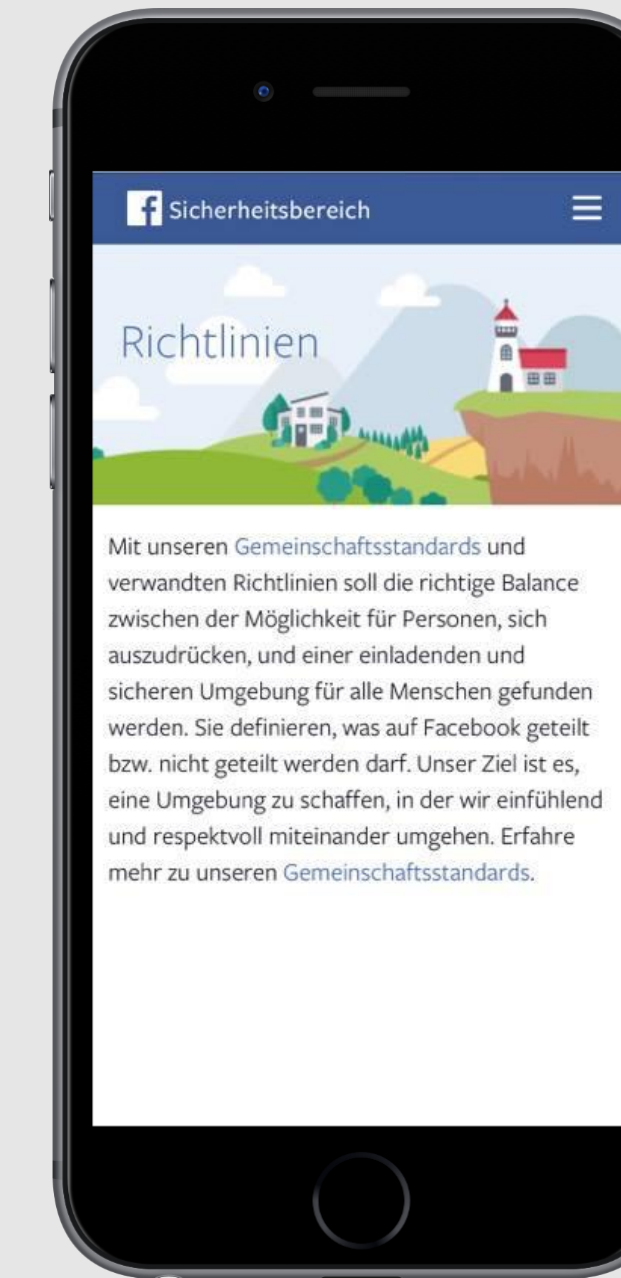 f Sicherheitsbereich
Richtlinien
Mit unseren Gemeinschaftsstandards und
verwandten Richtlinien soll die richtige Balance
zwischen der Möglichkeit für Personen, sich
auszudrücken, und einer einladenden und
sicheren Umgebung für alle Menschen gefunden
werden. Sie definieren, was auf Facebook geteilt
bzw. nicht geteilt werden darf. Unser Ziel ist es,
eine Umgebung zu schaffen, in der wir einfühlend
und respektvoll miteinander umgehen. Erfahre
mehr zu unseren Gemeinschaftsstandards.